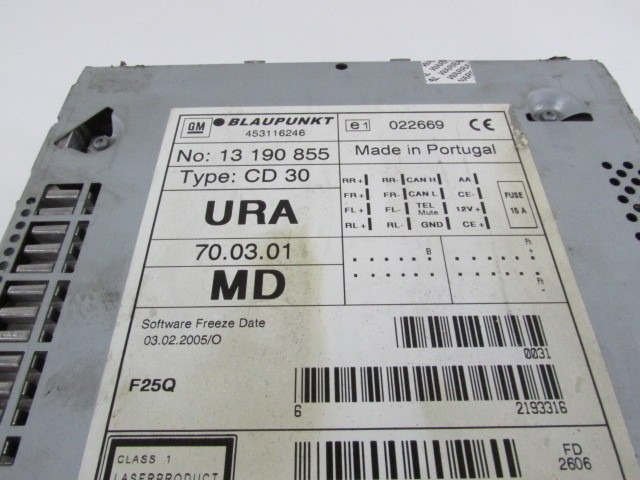 GM BLAUPUNKT
453116246
e1 022669 CE
No: 13 190 855
Made in Portugal
Type: CD 30
RR+ RR- CAN H AA
FR+ FR- CAN L CE-
FL+ FL- TEL Mute 12V+
RL+ RL- GND CE+
FUSE
15 A
URA
70.03.01
MD
Software Freeze Date
03.02.2005/O
0031
F25Q
6 2193316
CLASS 1
LASERPRODUCT
FD
2606